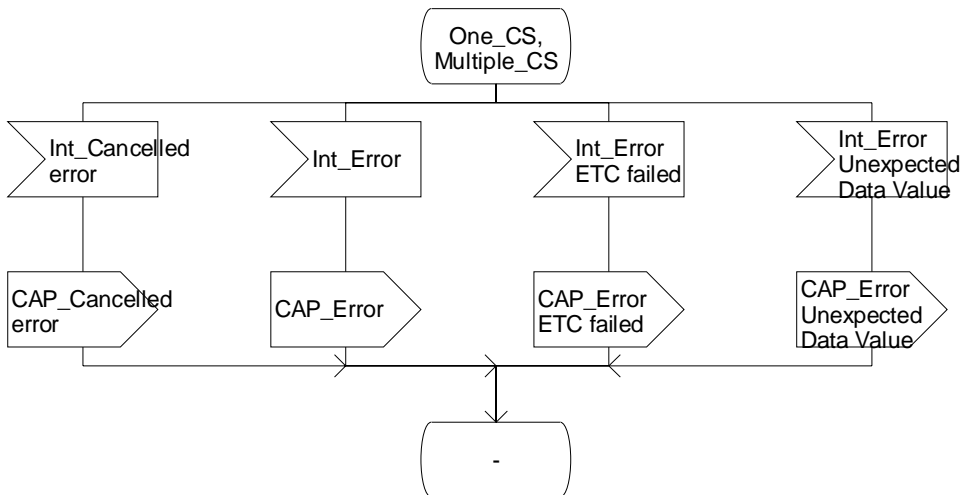 One_CS,
Multiple_CS
Int_Cancelled
error
Int_Error
Int_Error
ETC failed
Int_Error
Unexpected
Data Value
CAP_Cancelled
error
CAP_Error
CAP_Error
ETC failed
CAP_Error
Unexpected
Data Value
-